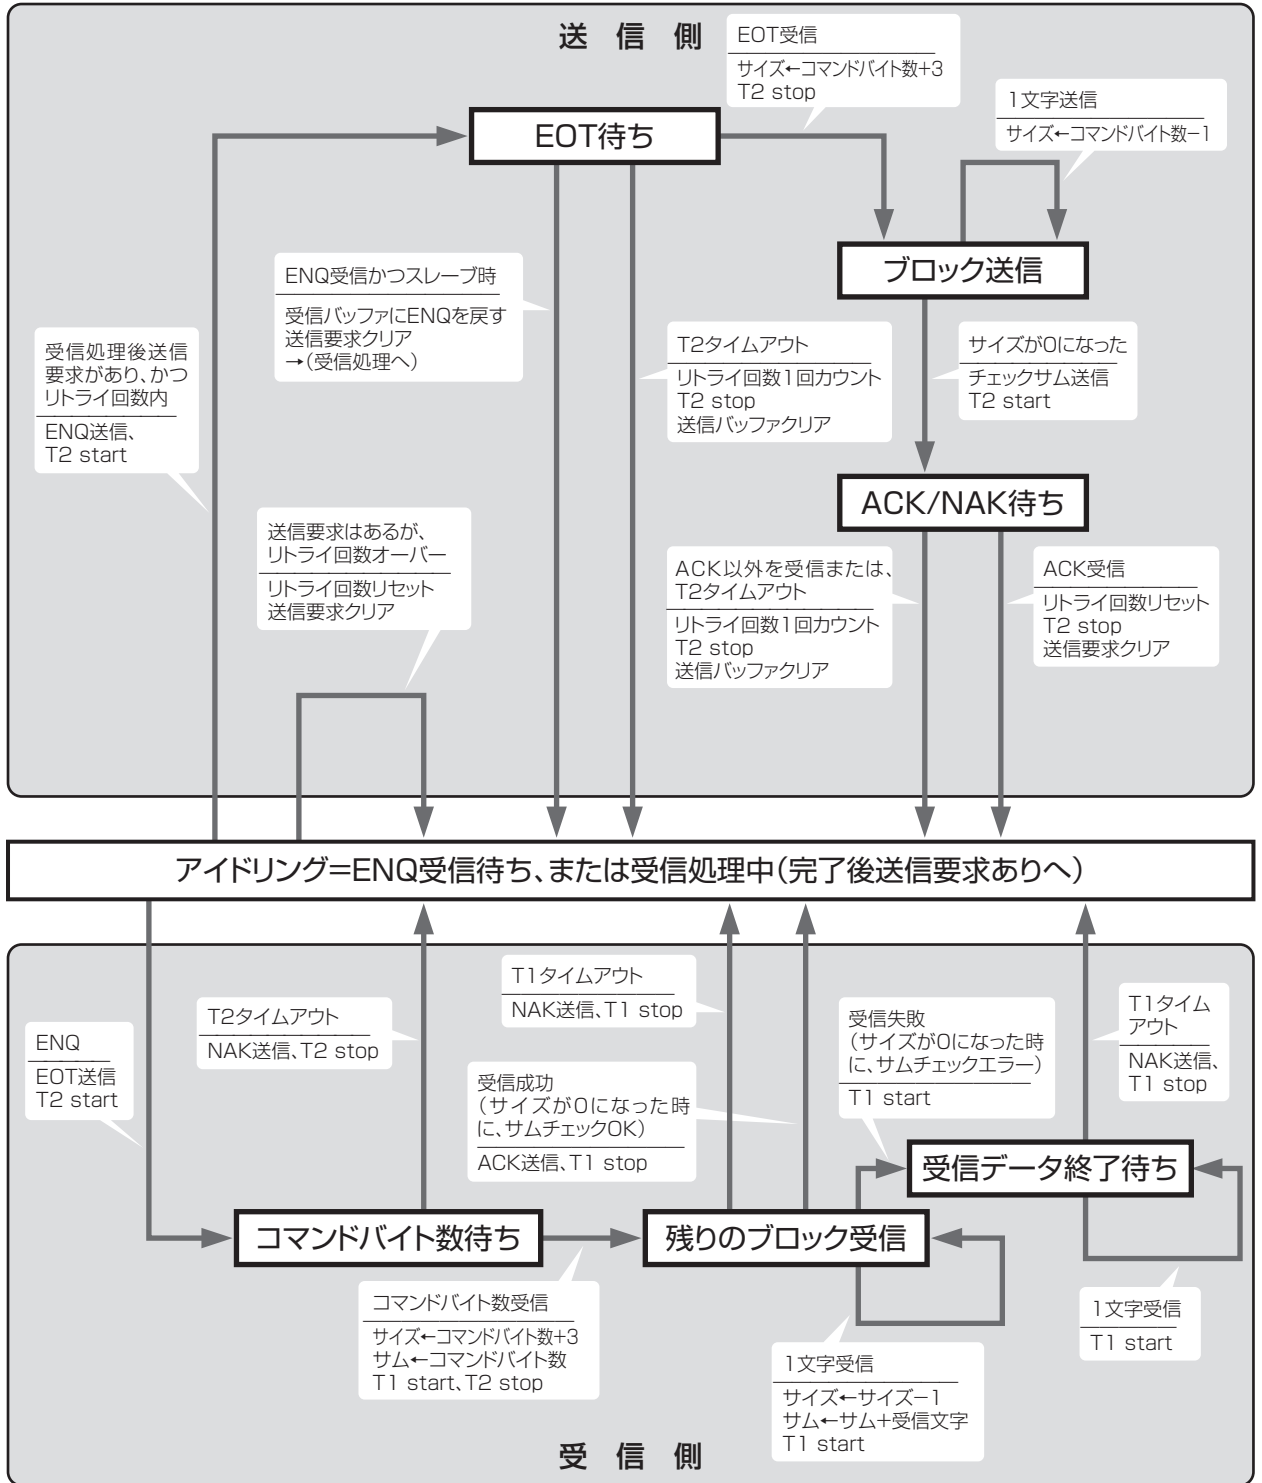 送 信 側
EOT受信
サイズ←コマンドバイト数+3
T2 stop
1文字送信
サイズ←コマンドバイト数−1
EOT待ち
ブロック送信
ENQ受信かつスレーブ時
受信バッファにENQを戻す
送信要求クリア
→(受信処理へ)
受信処理後送信
要求があり、かつ
リトライ回数内
ENQ送信、
T2 start
T2タイムアウト
リトライ回数1回カウント
T2 stop
送信バッファクリア
サイズが0になった
チェックサム送信
T2 start
ACK/NAK待ち
送信要求はあるが、
リトライ回数オーバー
リトライ回数リセット
送信要求クリア
ACK以外を受信または、
T2タイムアウト
リトライ回数1回カウント
T2 stop
送信バッファクリア
ACK受信
リトライ回数リセット
T2 stop
送信要求クリア
アイドリング=ENQ受信待ち、または受信処理中(完了後送信要求ありへ)
ENQ
EOT送信
T2 start
T2タイムアウト
NAK送信、T2 stop
T1タイムアウト
NAK送信、T1 stop
受信成功
(サイズが0になった時
に、サムチェックOK)
ACK送信、T1 stop
受信失敗
(サイズが0になった時
に、サムチェックエラー)
T1 start
T1タイム
アウト
NAK送信、
T1 stop
受信データ終了待ち
コマンドバイト数待ち
残りのブロック受信
コマンドバイト数受信
サイズ←コマンドバイト数+3
サム←コマンドバイト数
T1 start、T2 stop
1文字受信
サイズ←サイズ−1
サム←サム+受信文字
T1 start
1文字受信
T1 start
受 信 側